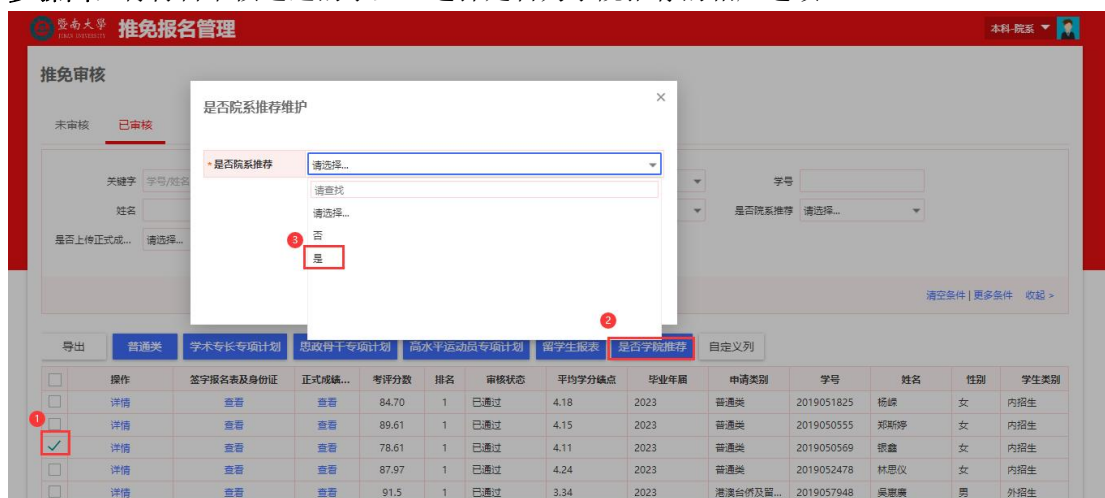 暨南大学 推免报名管理 本科-院系
JINAN UNIVERSITY
推免审核
未审核 已审核
是否院系推荐维护 ×
*是否院系推荐 请选择...
请查找
请选择...
否
3
是
关键字 学号/姓名 学号
姓名 是否院系推荐 请选择...
是否上传正式成... 请选择...
清空条件 | 更多条件 收起 >
2
导出 普通类 学术专长专项计划 思政骨干专项计划 高水平运动员专项计划 留学生报表 是否学院推荐 自定义列
操作 签字报名表及身份证 正式成绩... 考评分数 排名 审核状态 平均学分绩点 毕业年届 申请类别 学号 姓名 性别 学生类别
详情 查看 查看 84.70 1 已通过 4.18 2023 普通类 2019051825 杨嵘 女 内招生
1
详情 查看 查看 89.61 1 已通过 4.15 2023 普通类 2019050555 郑斯婷 女 内招生
详情 查看 查看 78.61 1 已通过 4.11 2023 普通类 2019050569 银鑫 女 内招生
详情 查看 查看 87.97 1 已通过 4.24 2023 普通类 2019052478 林思仪 女 内招生
详情 查看 查看 91.5 1 已通过 3.34 2023 港澳台侨及留... 2019057948 男 外招生